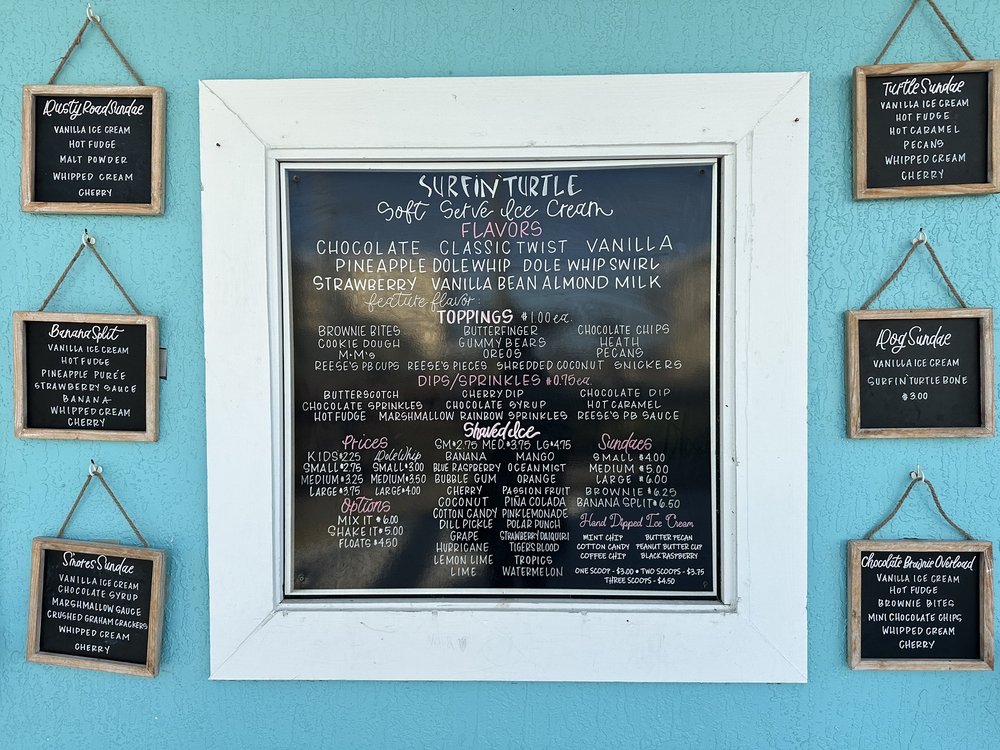 Dusty Road Sundae
VANILLA ICE CREAM
HOT FUDGE
MALT POWDER
WHIPPED CREAM
CHERRY
Banana Split
VANILLA ICE CREAM
HOT FUDGE
PINEAPPLE PURÉE
STRAWBERRY SAUCE
BANANA
WHIPPED CREAM
CHERRY
S'mores Sundae
VANILLA ICE CREAM
CHOCOLATE SYRUP
MARSHMALLOW SAUCE
CRUSHED GRAHAM CRACKERS
WHIPPED CREAM
CHERRY
SURFIN' TURTLE
Soft Serve Ice Cream
FLAVORS
CHOCOLATE CLASSIC TWIST VANILLA
PINEAPPLE DOLE WHIP DOLE WHIP SWIRL
STRAWBERRY VANILLA BEAN ALMOND MILK
feature flavor:
TOPPINGS $1.00 ea.
BROWNIE BITES BUTTERFINGER CHOCOLATE CHIPS
COOKIE DOUGH GUMMY BEARS HEATH
M•M's OREOS PECANS
REESE'S PB CUPS REESE'S PIECES SHREDDED COCONUT SNICKERS
DIPS/SPRINKLES $0.75 ea.
BUTTERSCOTCH CHERRY DIP CHOCOLATE DIP
CHOCOLATE SPRINKLES CHOCOLATE SYRUP HOT CARAMEL
HOT FUDGE MARSHMALLOW RAINBOW SPRINKLES REESE'S PB SAUCE
Shaved Ice
SM $2.75 MED $3.75 LG $4.75
BANANA MANGO
BLUE RASPBERRY OCEAN MIST
BUBBLE GUM ORANGE
CHERRY PASSION FRUIT
COCONUT PIÑA COLADA
COTTON CANDY PINK LEMONADE
DILL PICKLE POLAR PUNCH
GRAPE STRAWBERRY DAIQUIRI
HURRICANE TIGERS BLOOD
LEMON LIME TROPICS
LIME WATERMELON
Prices
KIDS $2.25 Dole Whip
SMALL $2.75 SMALL $3.00
MEDIUM $3.25 MEDIUM $3.50
LARGE $3.75 LARGE $4.00
Options
MIX IT $6.00
SHAKE IT $5.00
FLOATS $4.50
Sundaes
SMALL $4.00
MEDIUM $5.00
LARGE $6.00
BROWNIE $6.25
BANANA SPLIT $6.50
Hand Dipped Ice Cream
MINT CHIP BUTTER PECAN
COTTON CANDY PEANUT BUTTER CUP
COFFEE CHIP BLACK RASPBERRY
ONE SCOOP - $3.00 • TWO SCOOPS - $3.75
THREE SCOOPS - $4.50
Turtle Sundae
VANILLA ICE CREAM
HOT FUDGE
HOT CARAMEL
PECANS
WHIPPED CREAM
CHERRY
Dog Sundae
VANILLA ICE CREAM
SURFIN' TURTLE BONE
$3.00
Chocolate Brownie Overload
VANILLA ICE CREAM
HOT FUDGE
BROWNIE BITES
MINI CHOCOLATE CHIPS
WHIPPED CREAM
CHERRY